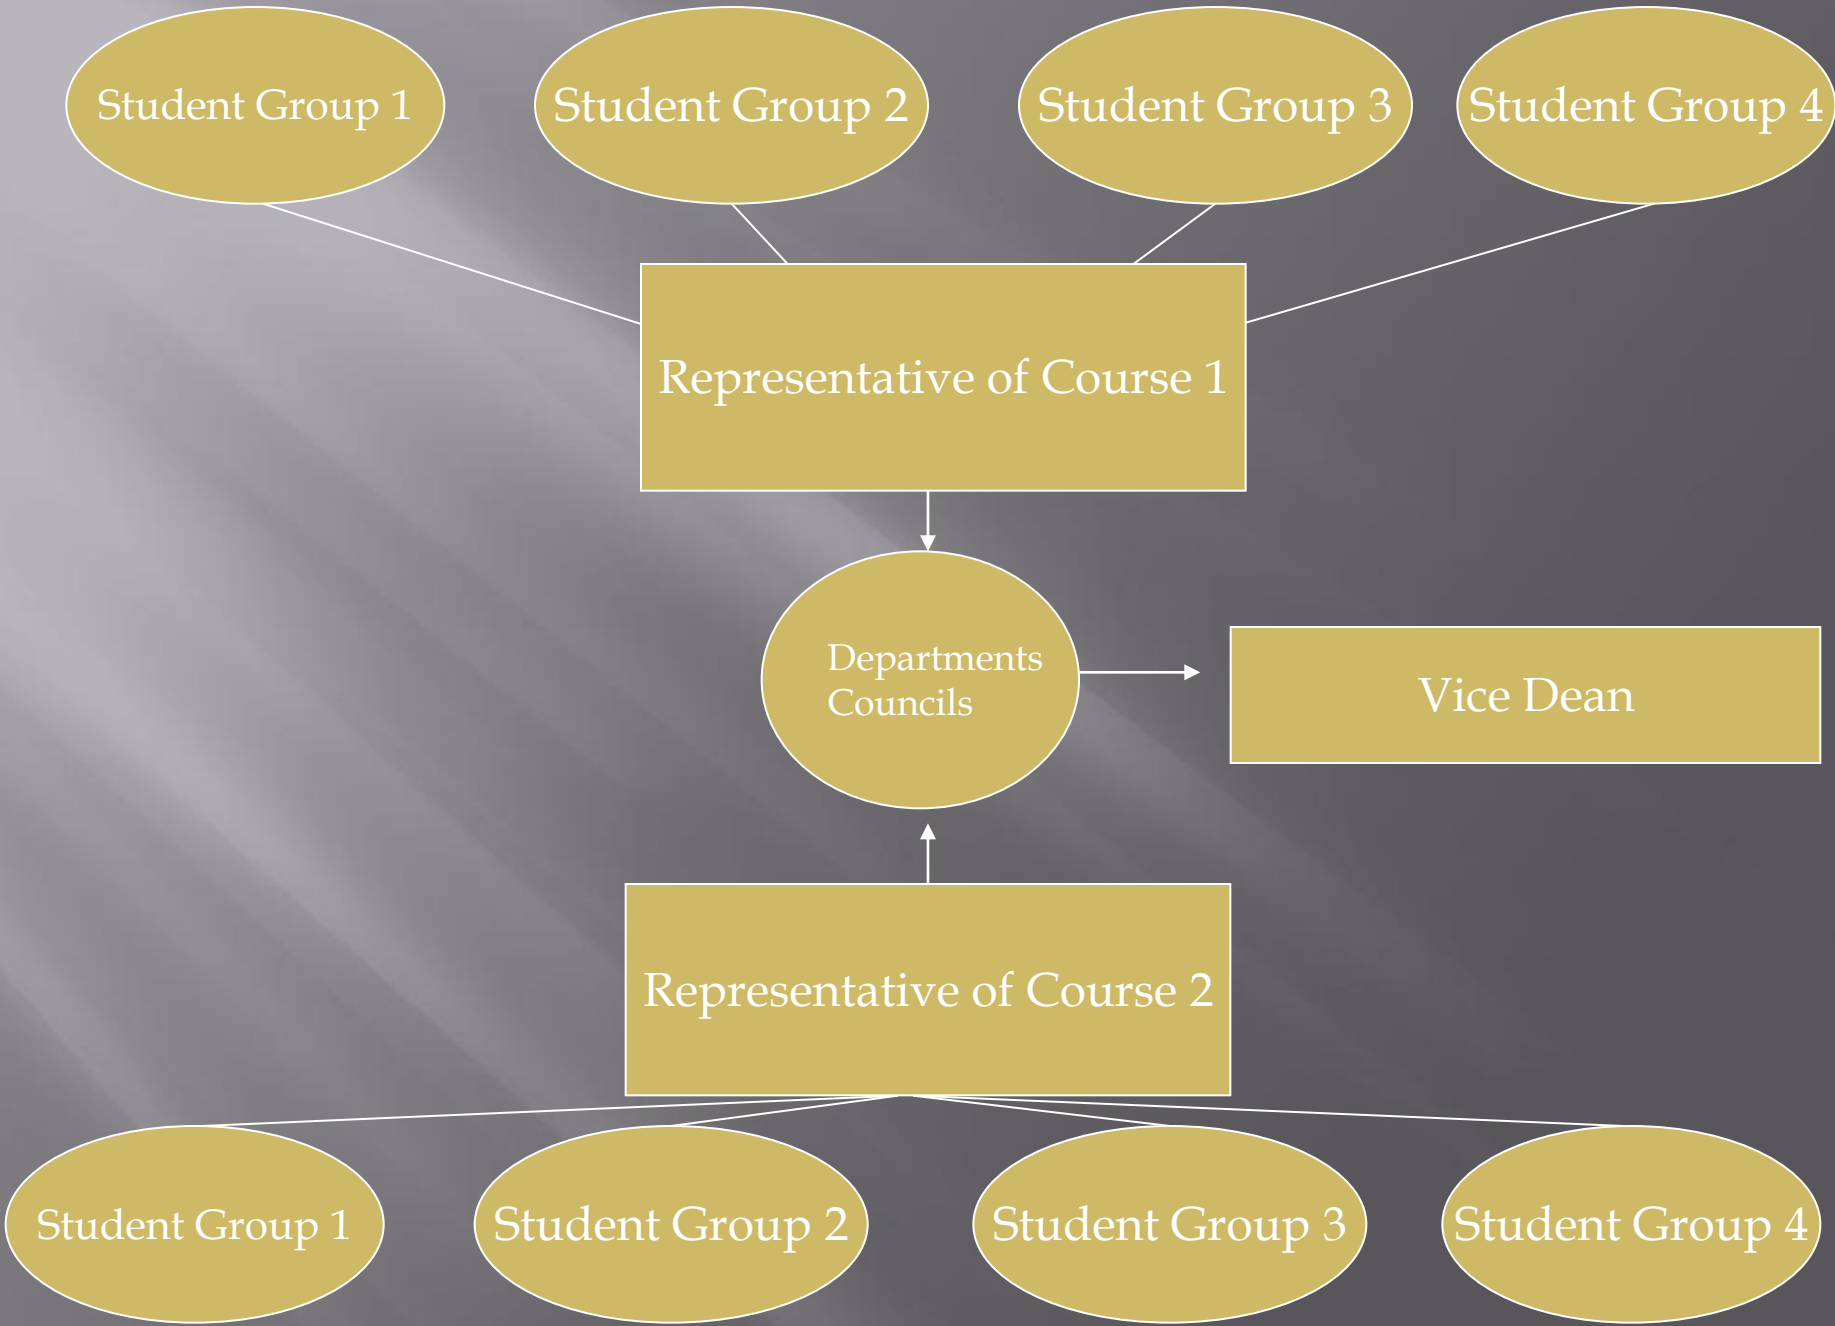 Student Group 1
Student Group 2
Student Group 3
Student Group 4
Representative of Course 1
Departments
Councils
Vice Dean
Representative of Course 2
Student Group 1
Student Group 2
Student Group 3
Student Group 4